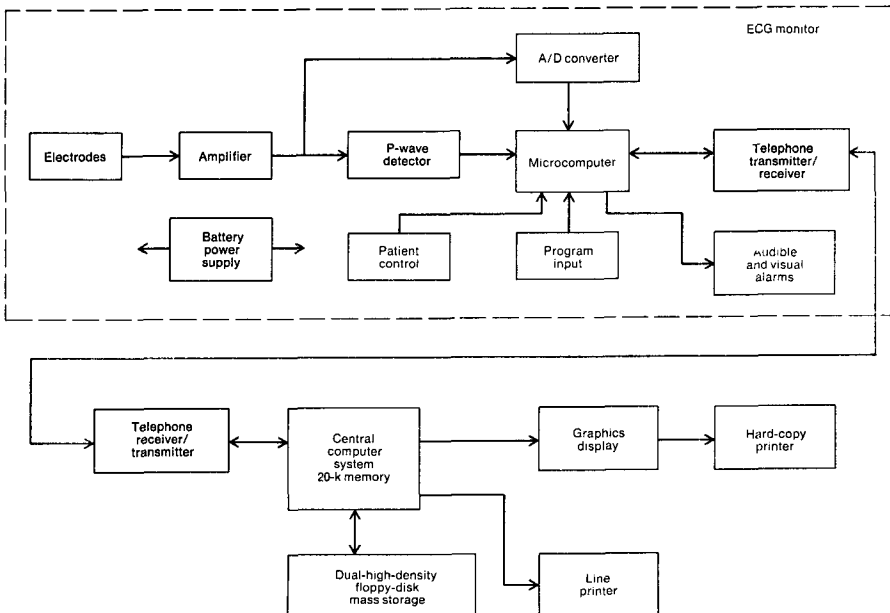 ECG monitor
A/D converter
Electrodes
Amplifier
P-wave
detector
Microcomputer
Telephone
transmitter/
receiver
Battery
power
supply
Patient
control
Program
input
Audible
and visual
alarms
Telephone
receiver/
transmitter
Central
computer
system
20-k memory
Graphics
display
Hard-copy
printer
Dual-high-density
floppy-disk
mass storage
Line
printer